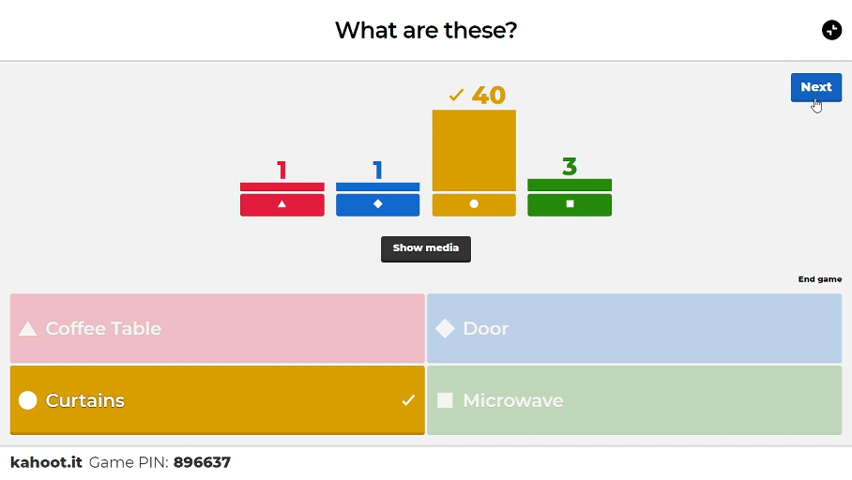 What are these?
Next
40
1
1
3
Show media
End game
Coffee Table
Door
Curtains
Microwave
kahoot.it Game PIN: 896637